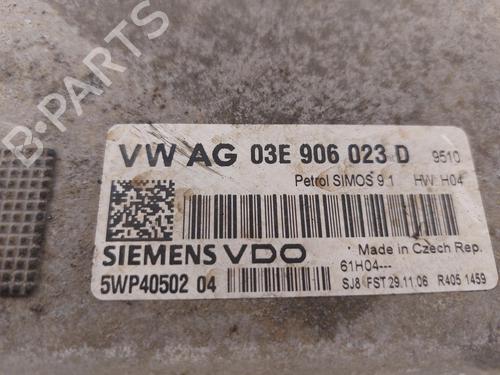 B-PARTS
VW AG 03E 906 023 D 9510
Petrol SIMOS 9.1 HW H04
SIEMENS VDO Made in Czech Rep.
61H04---
5WP40502 04 SJ8 FST 29.11.06 R405 1459